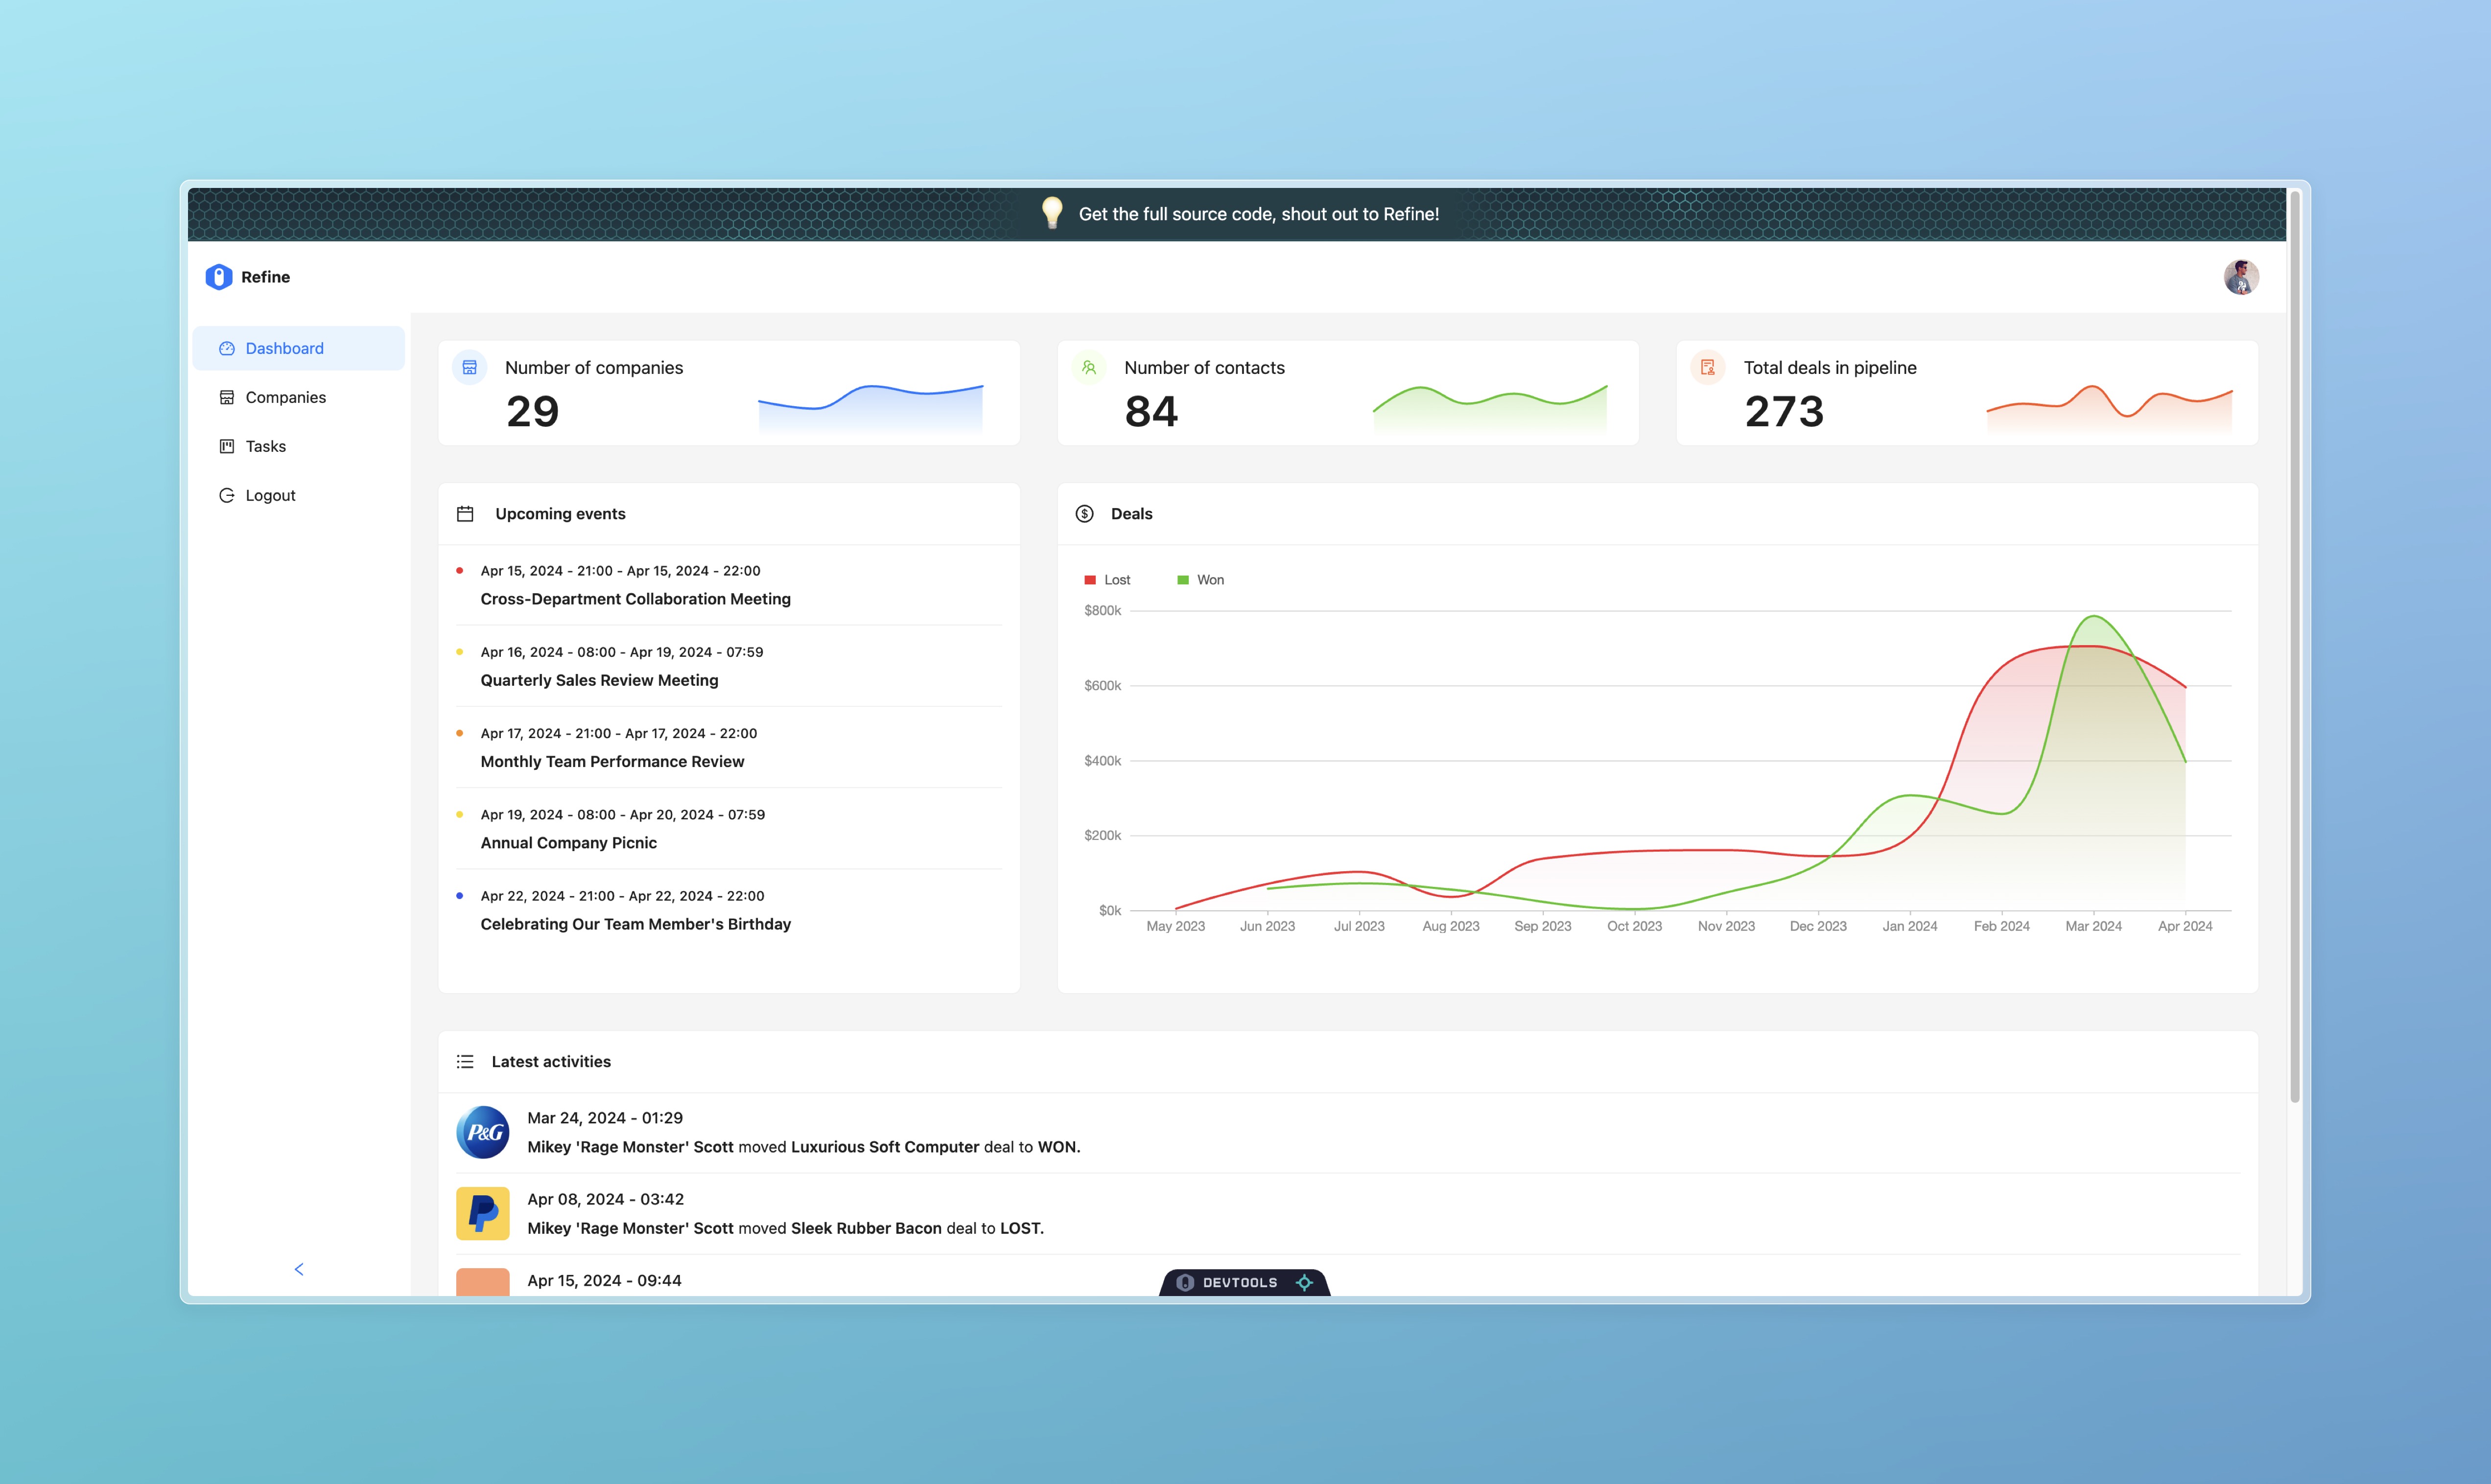 Get the full source code, shout out to Refine!
Refine
Dashboard
Companies
Tasks
Logout
Number of companies
29
Number of contacts
84
Total deals in pipeline
273
Upcoming events
Apr 15, 2024 - 21:00 - Apr 15, 2024 - 22:00
Cross-Department Collaboration Meeting
Apr 16, 2024 - 08:00 - Apr 19, 2024 - 07:59
Quarterly Sales Review Meeting
Apr 17, 2024 - 21:00 - Apr 17, 2024 - 22:00
Monthly Team Performance Review
Apr 19, 2024 - 08:00 - Apr 20, 2024 - 07:59
Annual Company Picnic
Apr 22, 2024 - 21:00 - Apr 22, 2024 - 22:00
Celebrating Our Team Member's Birthday
Deals
Lost Won
$800k
$600k
$400k
$200k
$0k
May 2023 Jun 2023 Jul 2023 Aug 2023 Sep 2023 Oct 2023 Nov 2023 Dec 2023 Jan 2024 Feb 2024 Mar 2024 Apr 2024
Latest activities
P&G
Mar 24, 2024 - 01:29
Mikey 'Rage Monster' Scott moved Luxurious Soft Computer deal to WON.
Apr 08, 2024 - 03:42
Mikey 'Rage Monster' Scott moved Sleek Rubber Bacon deal to LOST.
Apr 15, 2024 - 09:44
DEVTOOLS